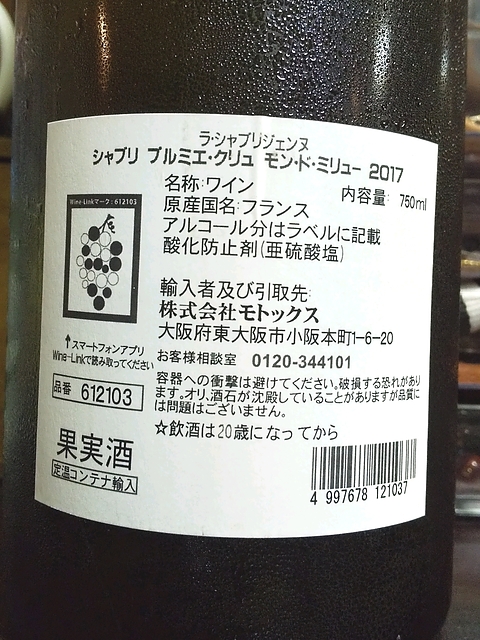 ラ・シャブリジェンヌ
シャブリ プルミエ・クリュ モン・ド・ミリュー 2017
名称:ワイン
内容量: 750ml
原産国名:フランス
アルコール分はラベルに記載
酸化防止剤(亜硫酸塩)
Wine-Linkマーク:612103
輸入者及び引取先:
株式会社モトックス
大阪府東大阪市小阪本町1-6-20
↑スマートフォンアプリ
Wine-Linkで読み取ってください
お客様相談室 0120-344101
品番 612103
容器への衝撃は避けてください。破損する恐れがあり
ます。オリ、酒石が沈殿していることがありますが品質に
は問題はございません。
☆飲酒は20歳になってから
果実酒
定温コンテナ輸入
4 997678 121037